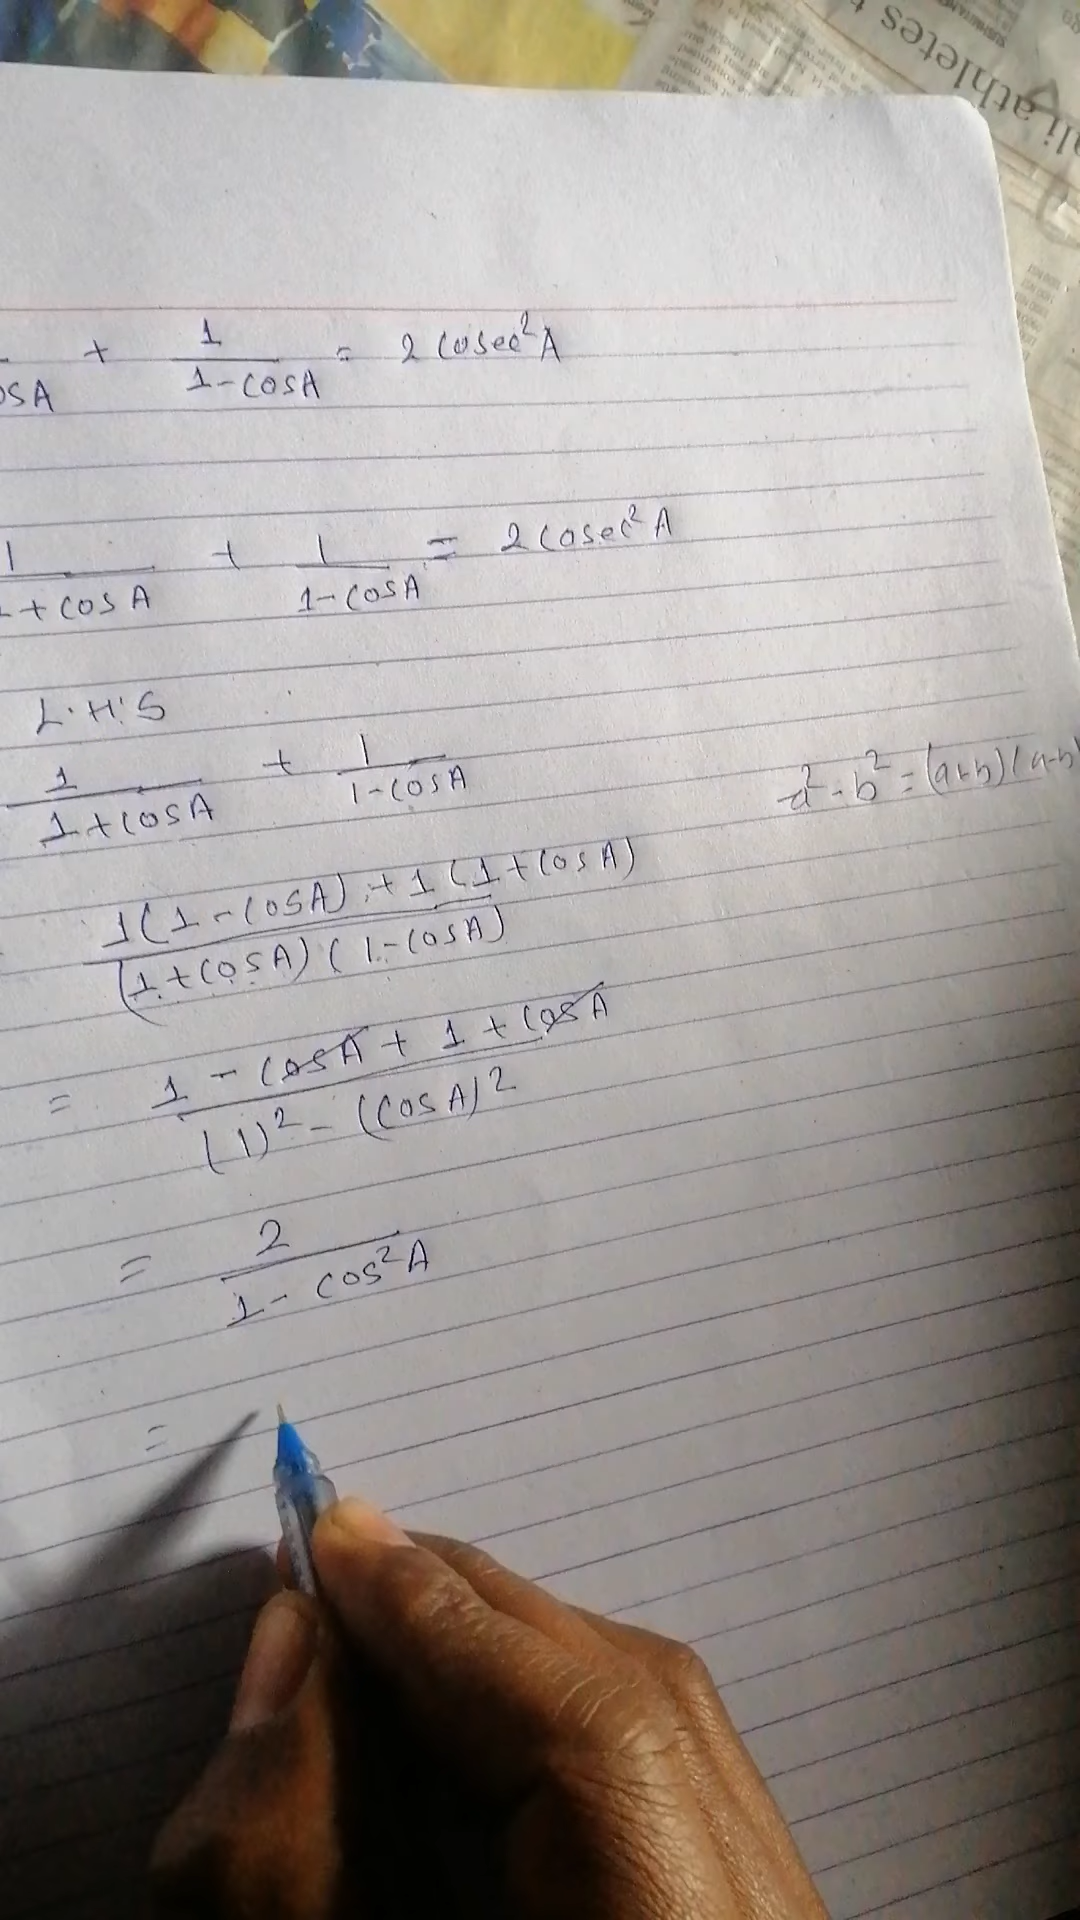 osA + 1/(1-cosA) = 2 cosec²A
1/(1+cosA) + 1/(1-cosA) = 2 cosec²A
L.H.S
1/(1+cosA) + 1/(1-cosA)
a²-b² = (a+b)(a-b)
1(1-cosA)+1(1+cosA)/(1+cosA)(1-cosA)
= 1-cosA+1+cosA/(1)²-(cosA)²
= 2/(1-cos²A)
=
athletes